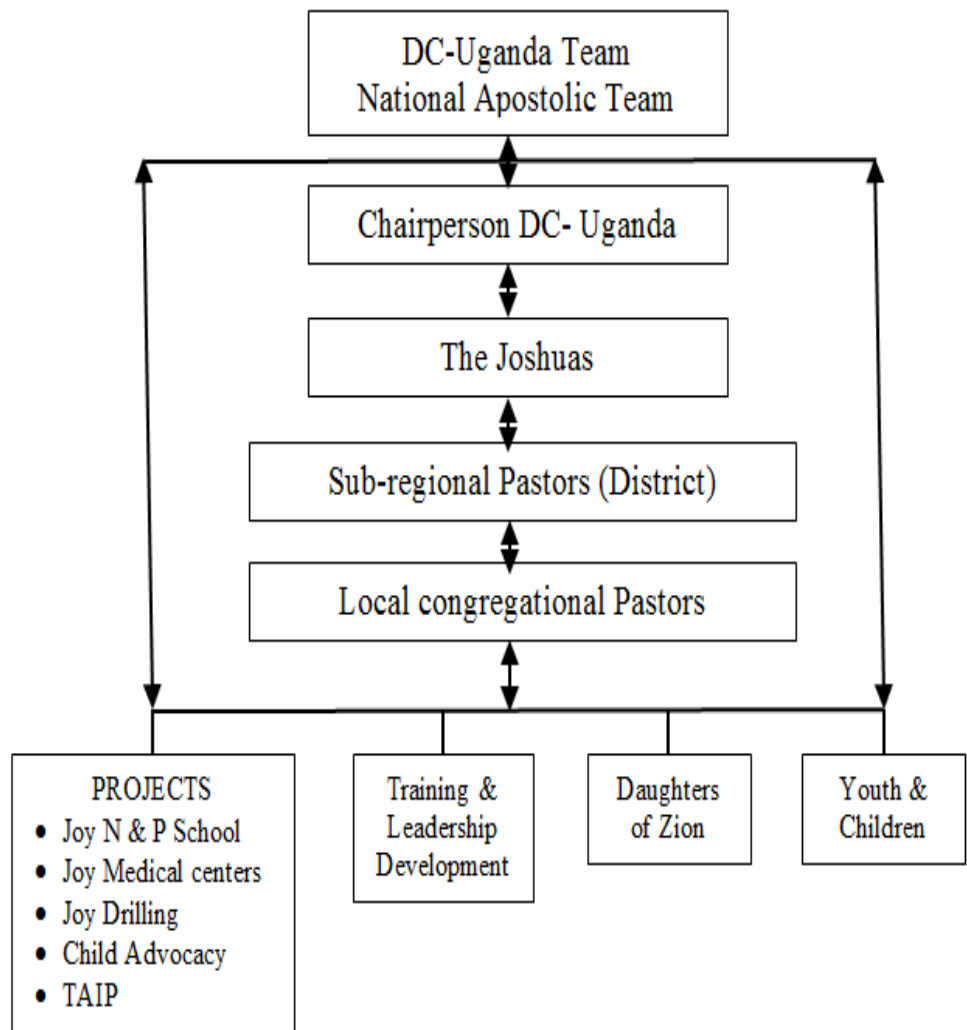 DC-Uganda Team
National Apostolic Team
Chairperson DC- Uganda
The Joshuas
Sub-regional Pastors (District)
Local congregational Pastors
PROJECTS
• Joy N & P School
• Joy Medical centers
• Joy Drilling
• Child Advocacy
• TAIP
Training &
Leadership
Development
Daughters
of Zion
Youth &
Children